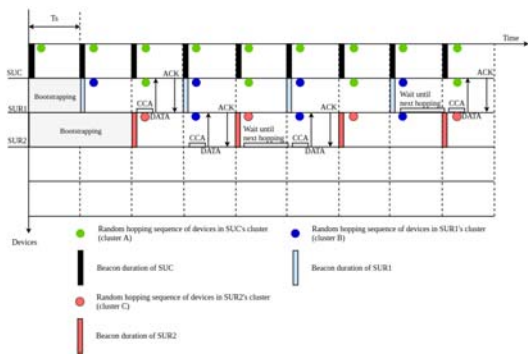 Ts
Time
SUC
ACK
Bootstrapping
Wait until
next hopping
CCA
SUR1
CCA
DATA
ACK
DATA
Bootstrapping
Wait until
next hopping
CCA
CCA
SUR2
DATA
DATA
Devices
Random hopping sequence of devices in SUC's cluster
(cluster A)
Random hopping sequence of devices in SUR1's cluster
(cluster B)
Beacon duration of SUC
Beacon duration of SUR1
Random hopping sequence of devices in SUR2's cluster
(cluster C)
Beacon duration of SUR2